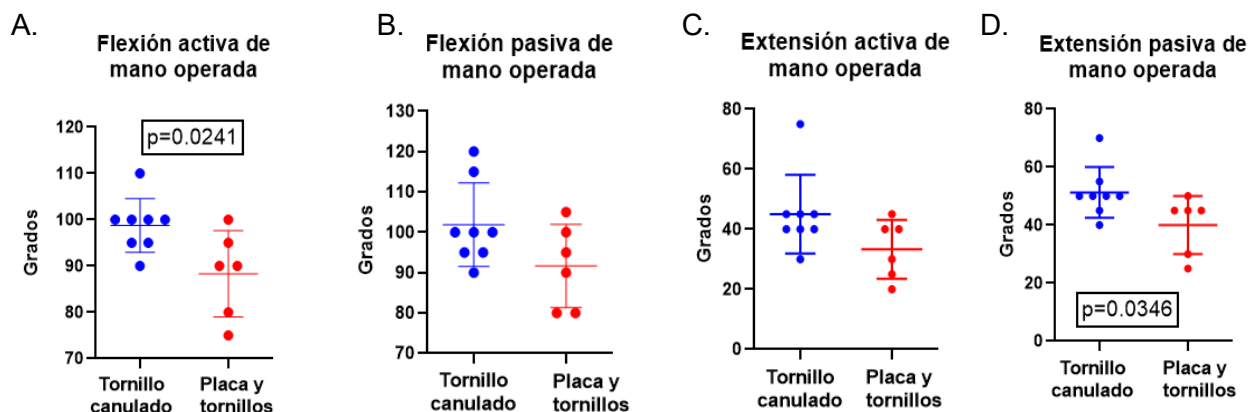 A.
Flexión activa de
mano operada
p=0.0241
Grados
120
110
100
90
80
70
Tornillo
canulado
Placa y
tornillos
B.
Flexión pasiva de
mano operada
Grados
130
120
110
100
90
80
70
Tornillo
canulado
Placa y
tornillos
C.
Extensión activa de
mano operada
Grados
80
60
40
20
0
Tornillo
canulado
Placa y
tornillos
D.
Extensión pasiva de
mano operada
Grados
80
60
40
20
0
p=0.0346
Tornillo
canulado
Placa y
tornillos